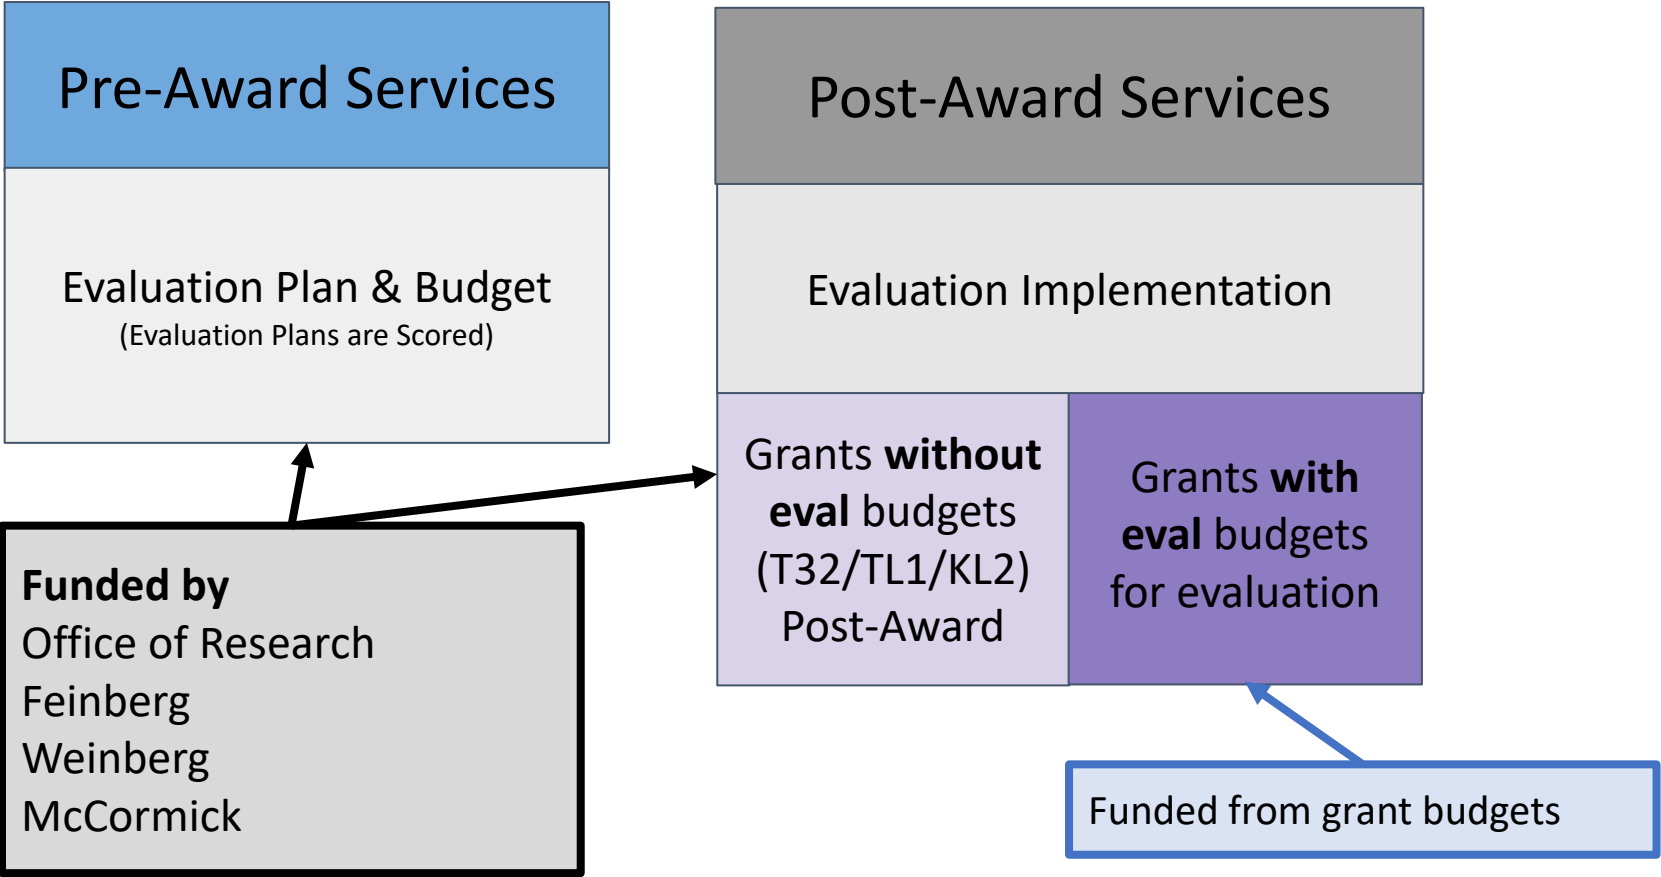 Pre-Award Services
Evaluation Plan & Budget
(Evaluation Plans are Scored)
Post-Award Services
Evaluation Implementation
Grants without
eval budgets
(T32/TL1/KL2)
Post-Award
Grants with
eval budgets
for evaluation
Funded by
Office of Research
Feinberg
Weinberg
McCormick
Funded from grant budgets